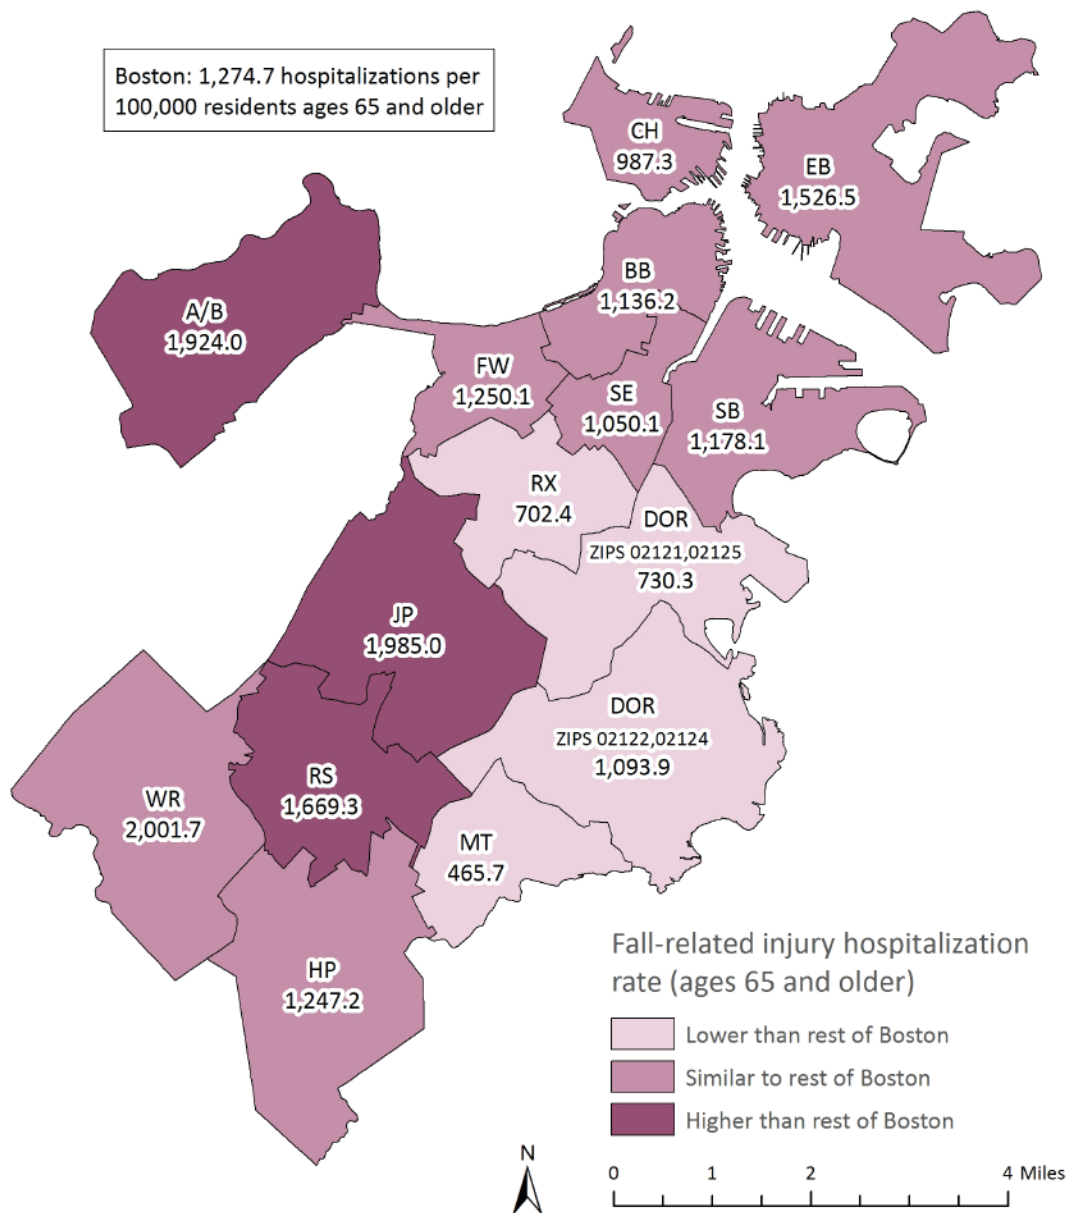 Boston: 1,274.7 hospitalizations per
100,000 residents ages 65 and older
CH
987.3
EB
1,526.5
BB
1,136.2
A/B
1,924.0
FW
1,250.1
SE
1,050.1
SB
1,178.1
RX
702.4
DOR
ZIPS 02121,02125
730.3
JP
1,985.0
DOR
ZIPS 02122,02124
1,093.9
RS
1,669.3
WR
2,001.7
MT
465.7
HP
1,247.2
Fall-related injury hospitalization
rate (ages 65 and older)
Lower than rest of Boston
Similar to rest of Boston
Higher than rest of Boston
N
0 1 2 4 Miles